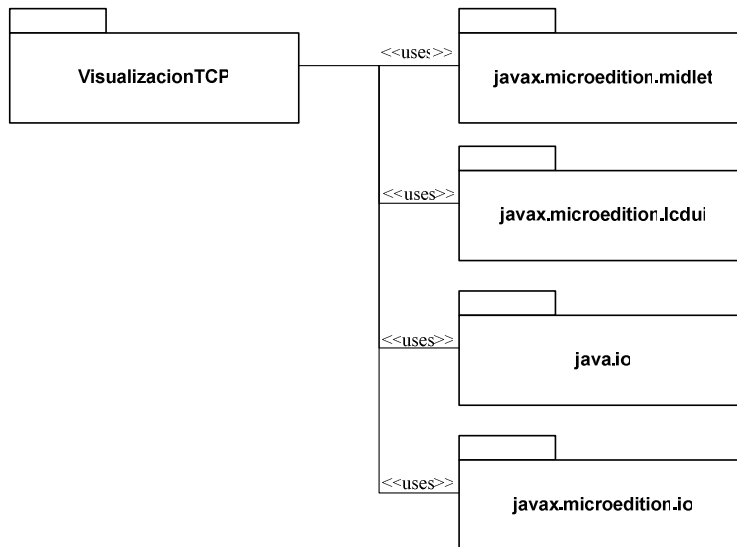 <<uses>>
VisualizacionTCP
javax.microedition.midlet
<<uses>>
javax.microedition.lcdui
<<uses>>
java.io
<<uses>>
javax.microedition.io